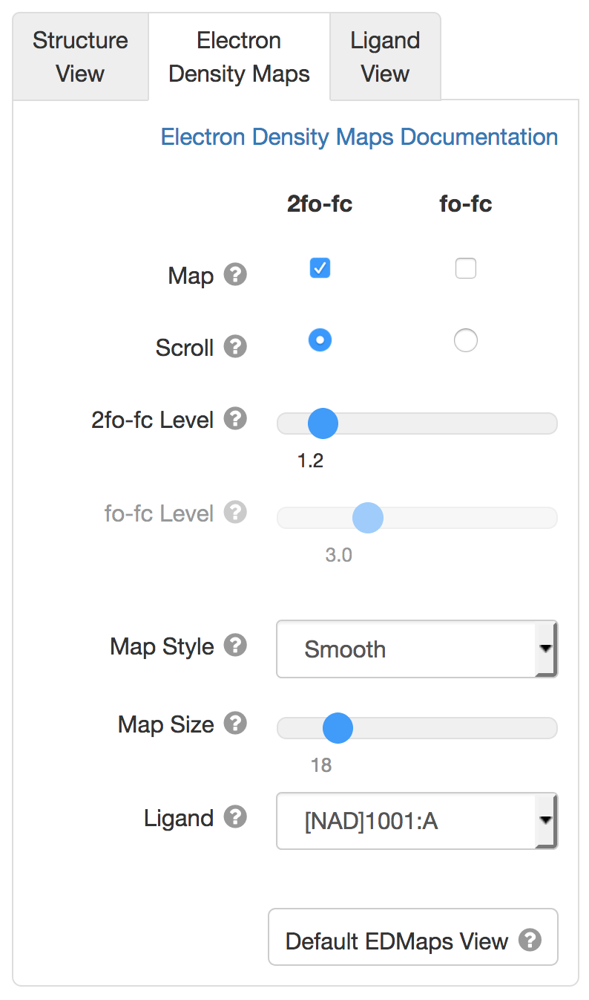 Structure
View
Electron
Density Maps
Ligand
View
Electron Density Maps Documentation
2fo-fc fo-fc
Map ?
Scroll ?
2fo-fc Level ?
1.2
fo-fc Level ?
3.0
Map Style ? Smooth
Map Size ?
18
Ligand ? [NAD]1001:A
Default EDMaps View ?